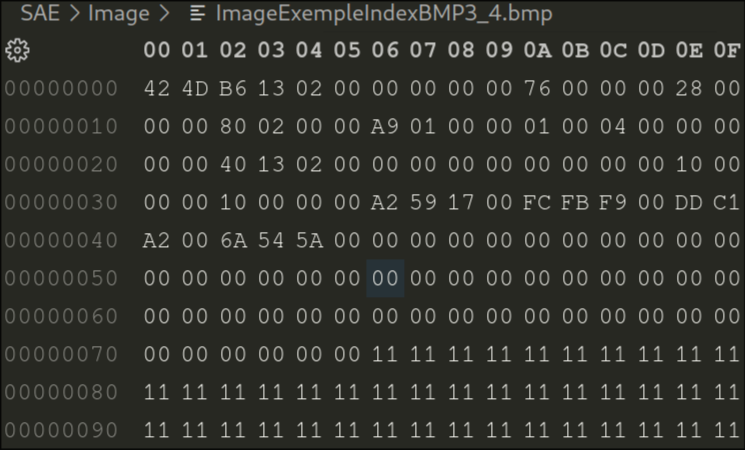 SAE > Image > ImageExempleIndexBMP3_4.bmp
00 01 02 03 04 05 06 07 08 09 0A 0B 0C 0D 0E 0F
00000000 42 4D B6 13 02 00 00 00 00 00 76 00 00 00 28 00
00000010 00 00 80 02 00 00 A9 01 00 00 01 00 04 00 00 00
00000020 00 00 40 13 02 00 00 00 00 00 00 00 00 00 10 00
00000030 00 00 10 00 00 00 A2 59 17 00 FC FB F9 00 DD C1
00000040 A2 00 6A 54 5A 00 00 00 00 00 00 00 00 00 00 00
00000050 00 00 00 00 00 00 00 00 00 00 00 00 00 00 00 00
00000060 00 00 00 00 00 00 00 00 00 00 00 00 00 00 00 00
00000070 00 00 00 00 00 00 11 11 11 11 11 11 11 11 11 11
00000080 11 11 11 11 11 11 11 11 11 11 11 11 11 11 11 11
00000090 11 11 11 11 11 11 11 11 11 11 11 11 11 11 11 11